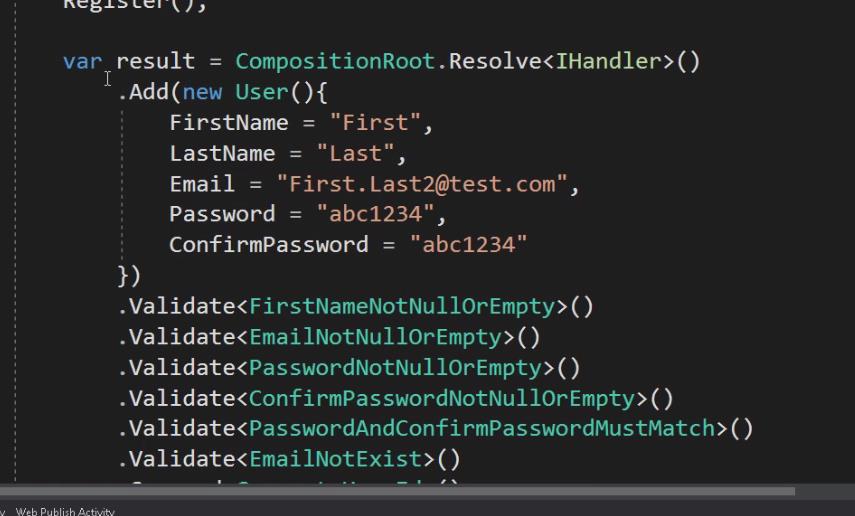 Register();
var result = CompositionRoot.Resolve<IHandler>()
.Add(new User(){
FirstName = "First",
LastName = "Last",
Email = "First.Last2@test.com",
Password = "abc1234",
ConfirmPassword = "abc1234"
})
.Validate<FirstNameNotNullOrEmpty>()
.Validate<EmailNotNullOrEmpty>()
.Validate<PasswordNotNullOrEmpty>()
.Validate<ConfirmPasswordNotNullOrEmpty>()
.Validate<PasswordAndConfirmPasswordMustMatch>()
.Validate<EmailNotExist>()
Web Publish Activity